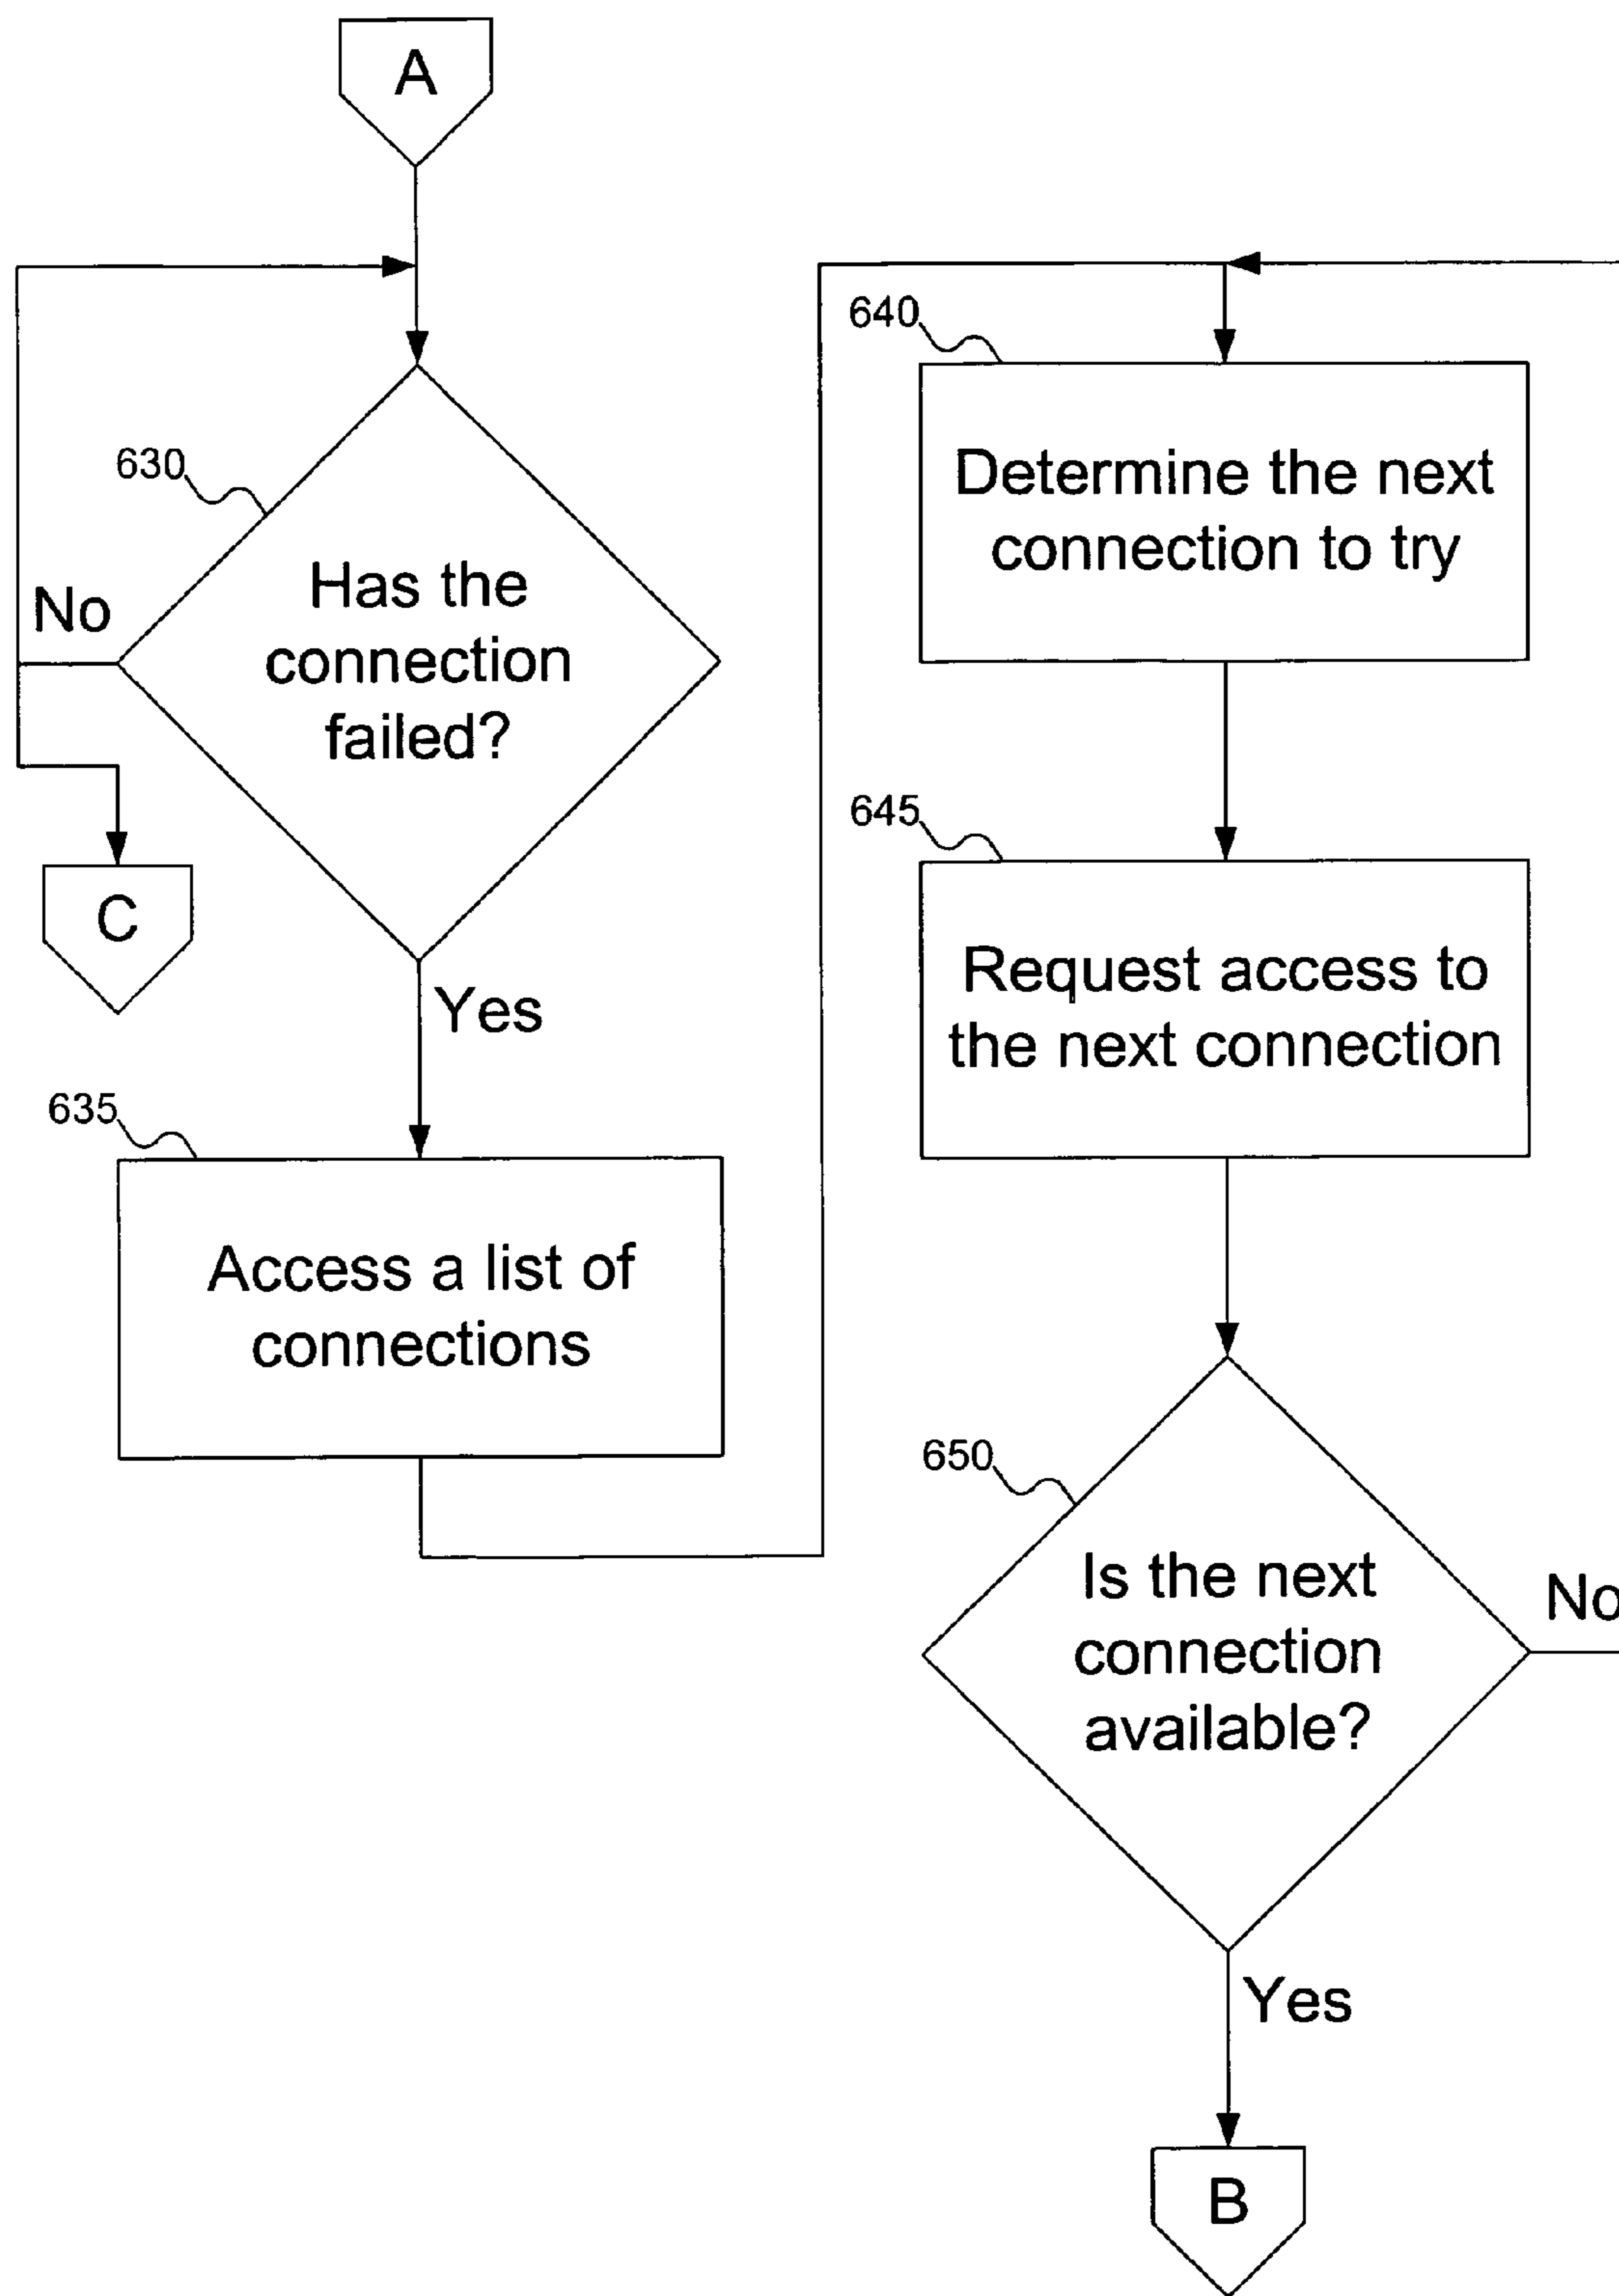 A
630
Has the
connection
failed?
No
C
Yes
635
Access a list of
connections
640
Determine the next
connection to try
645
Request access to
the next connection
650
Is the next
connection
available?
No
Yes
B